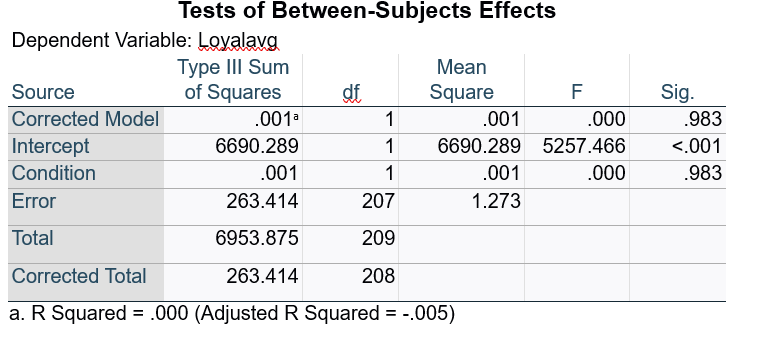 Tests of Between-Subjects Effects
Dependent Variable: Loyalavg
Type III Sum Mean
Source of Squares df Square F Sig.
Corrected Model .001ᵃ 1 .001 .000 .983
Intercept 6690.289 1 6690.289 5257.466 <.001
Condition .001 1 .001 .000 .983
Error 263.414 207 1.273
Total 6953.875 209
Corrected Total 263.414 208
a. R Squared = .000 (Adjusted R Squared = -.005)